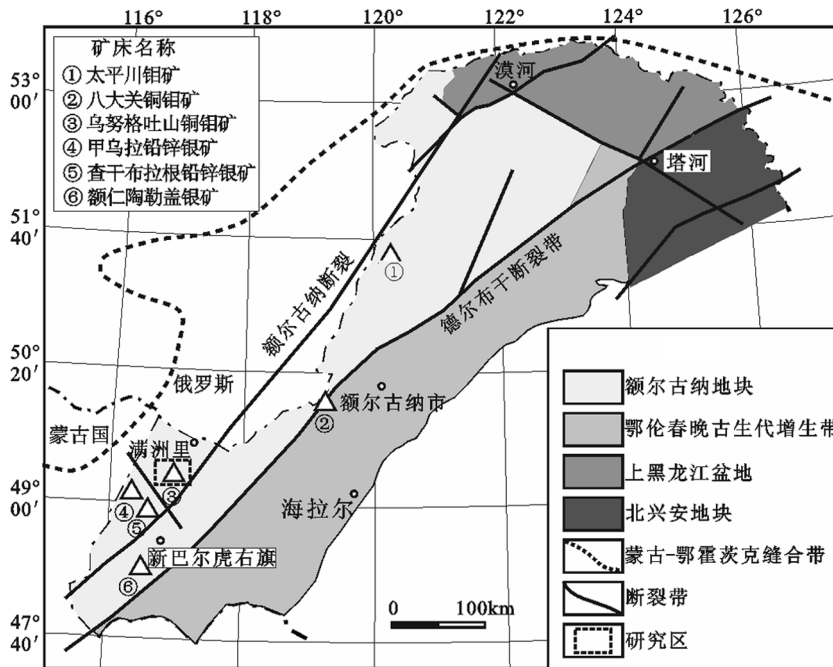 116° 118° 120° 122° 124° 126°
矿床名称
①太平川钼矿
②八大关铜钼矿
③乌努格吐山铜钼矿
④甲乌拉铅锌银矿
⑤查干布拉根铅锌银矿
⑥额仁陶勒盖银矿
53°
00′
漠河
塔河
51°
40′
①
额尔古纳断裂
德尔布干断裂带
50°
20′
俄罗斯
额尔古纳市
②
蒙古国
满洲里
③
49°
00′
④
⑤
海拉尔
新巴尔虎右旗
⑥
47°
40′
0 100km
额尔古纳地块
鄂伦春晚古生代增生带
上黑龙江盆地
北兴安地块
蒙古-鄂霍茨克缝合带
断裂带
研究区